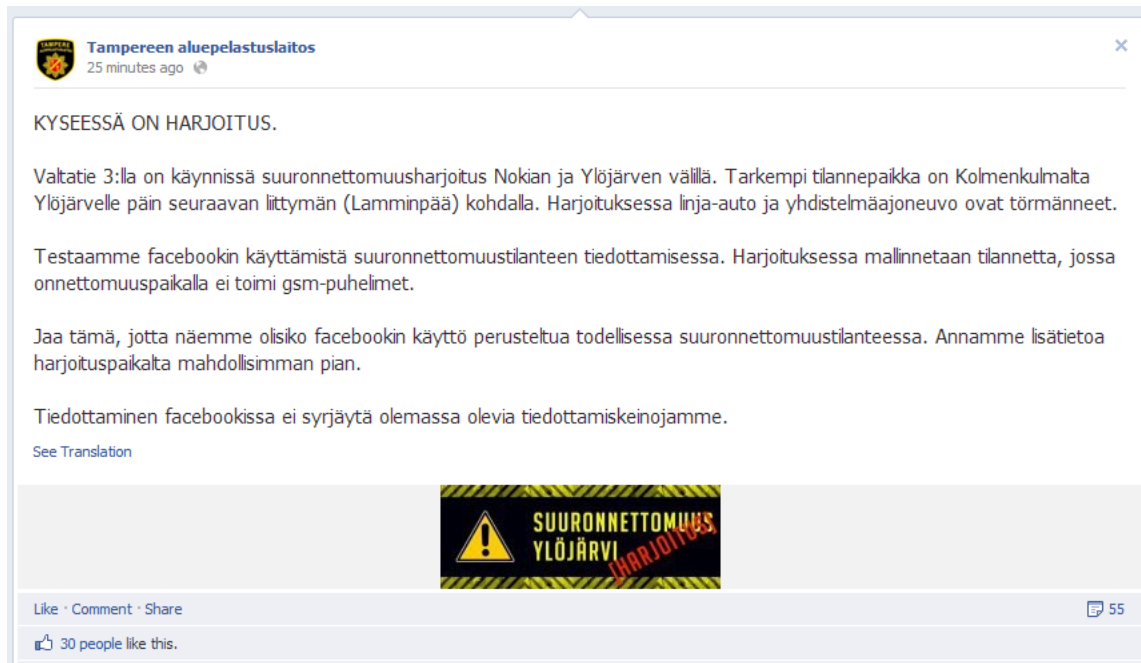 Tampereen aluepelastuslaitos
25 minutes ago
KYSEESSÄ ON HARJOITUS.
Valtatie 3:lla on käynnissä suuronnettomuusharjoitus Nokian ja Ylöjärven välillä. Tarkempi tilannepaikka on Kolmenkulmalta
Ylöjärvelle päin seuraavan liittymän (Lamminpää) kohdalla. Harjoituksessa linja-auto ja yhdistelmäajoneuvo ovat törmänneet.
Testaamme facebookin käyttämistä suuronnettomuustilanteen tiedottamisessa. Harjoituksessa mallinnetaan tilannetta, jossa
onnettomuuspaikalla ei toimi gsm-puhelimet.
Jaa tämä, jotta näemme olisiko facebookin käyttö perusteltua todellisessa suuronnettomuustilanteessa. Annamme lisätietoa
harjoituspaikalta mahdollisimman pian.
Tiedottaminen facebookissa ei syrjäytä olemassa olevia tiedottamiskeinojamme.
See Translation
SUURONNETTOMUUS
YLÖJÄRVI
[HARJOITUS]
Like · Comment · Share 55
30 people like this.